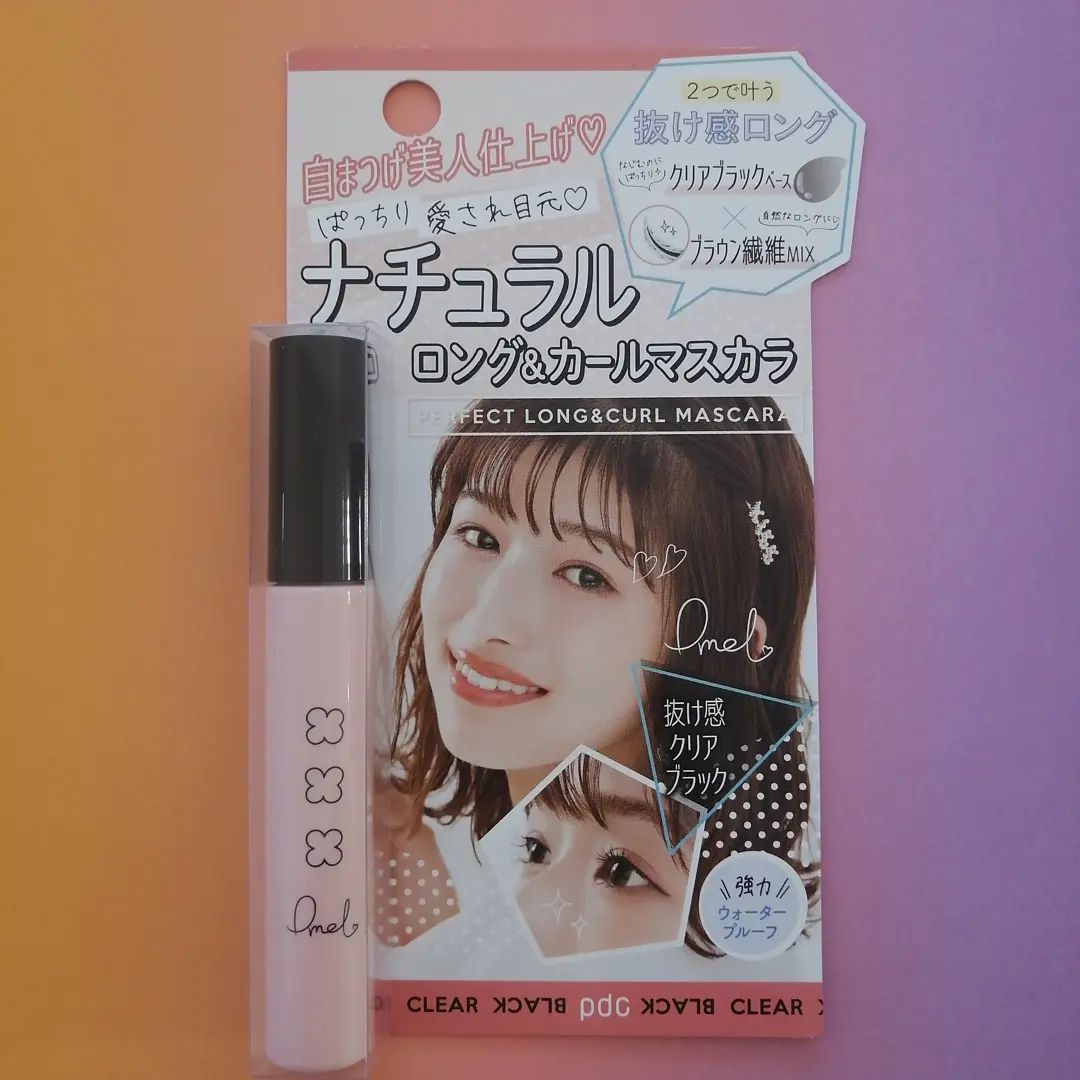 自まつげ美人仕上げ♡
ぱっちり 愛され目元♡
ナチュラル
ロング&カールマスカラ
PERFECT LONG&CURL MASCARA
2つで叶う
抜け感ロング
なじむのに
ぱっちり
クリアブラックベース
×
自然なロングに♡
ブラウン繊維MIX
Lmel
抜け感
クリア
ブラック
強力
ウォーター
プルーフ
Lmel
CLEAR BLACK pdc BLACK CLEAR